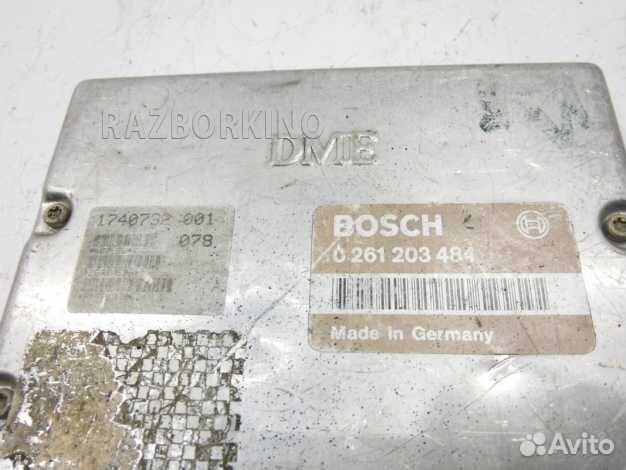 RAZBORKINO
DME
1740732 001
078
BOSCH
0 261 203 484
Made in Germany
A
Avito